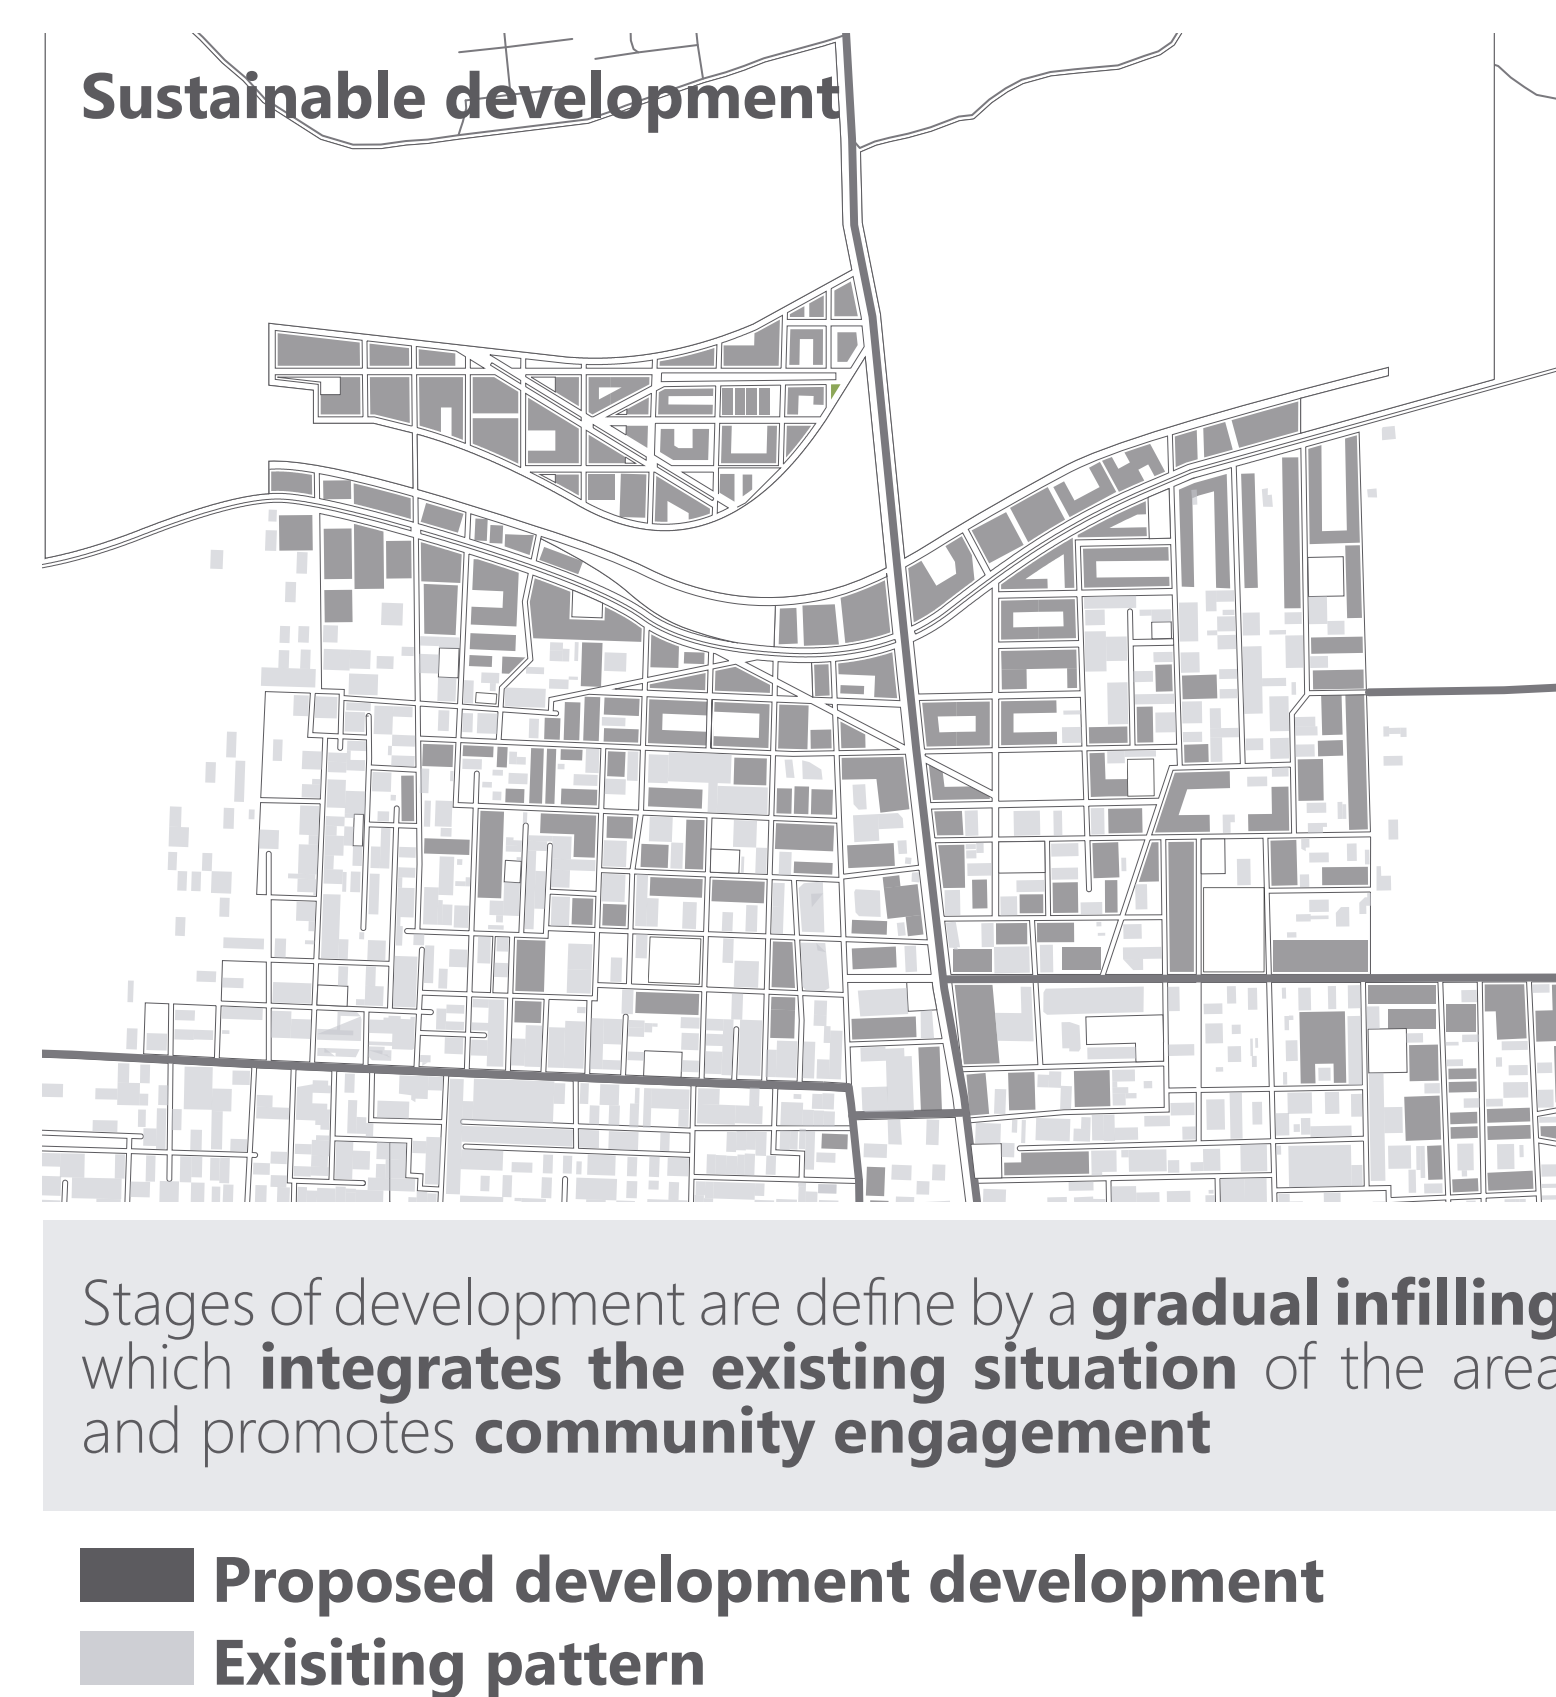 Sustainable development
Stages of development are define by a gradual infilling
which integrates the existing situation of the area
and promotes community engagement
Proposed development development
Exisiting pattern